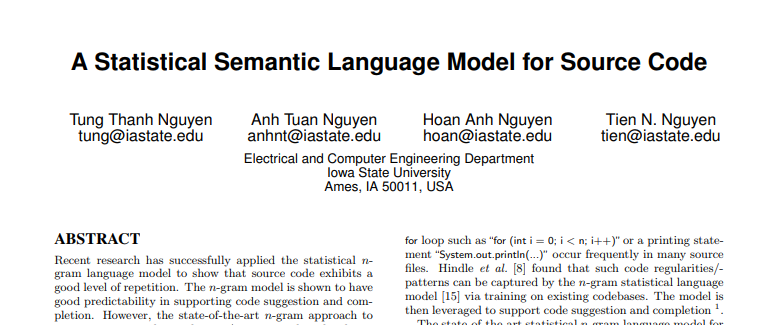 A Statistical Semantic Language Model for Source Code
Tung Thanh Nguyen
tung@iastate.edu
Anh Tuan Nguyen
anhnt@iastate.edu
Hoan Anh Nguyen
hoan@iastate.edu
Tien N. Nguyen
tien@iastate.edu
Electrical and Computer Engineering Department
Iowa State University
Ames, IA 50011, USA
ABSTRACT
Recent research has successfully applied the statistical n-
gram language model to show that source code exhibits a
good level of repetition. The n-gram model is shown to have
good predictability in supporting code suggestion and com-
pletion. However, the state-of-the-art n-gram approach to
for loop such as “for (int i = 0; i < n; i++)” or a printing state-
ment “System.out.println(...)” occur frequently in many source
files. Hindle et al. [8] found that such code regularities/-
patterns can be captured by the n-gram statistical language
model [15] via training on existing codebases. The model is
then leveraged to support code suggestion and completion 1.
The state-of-the-art statistical n-gram language model for